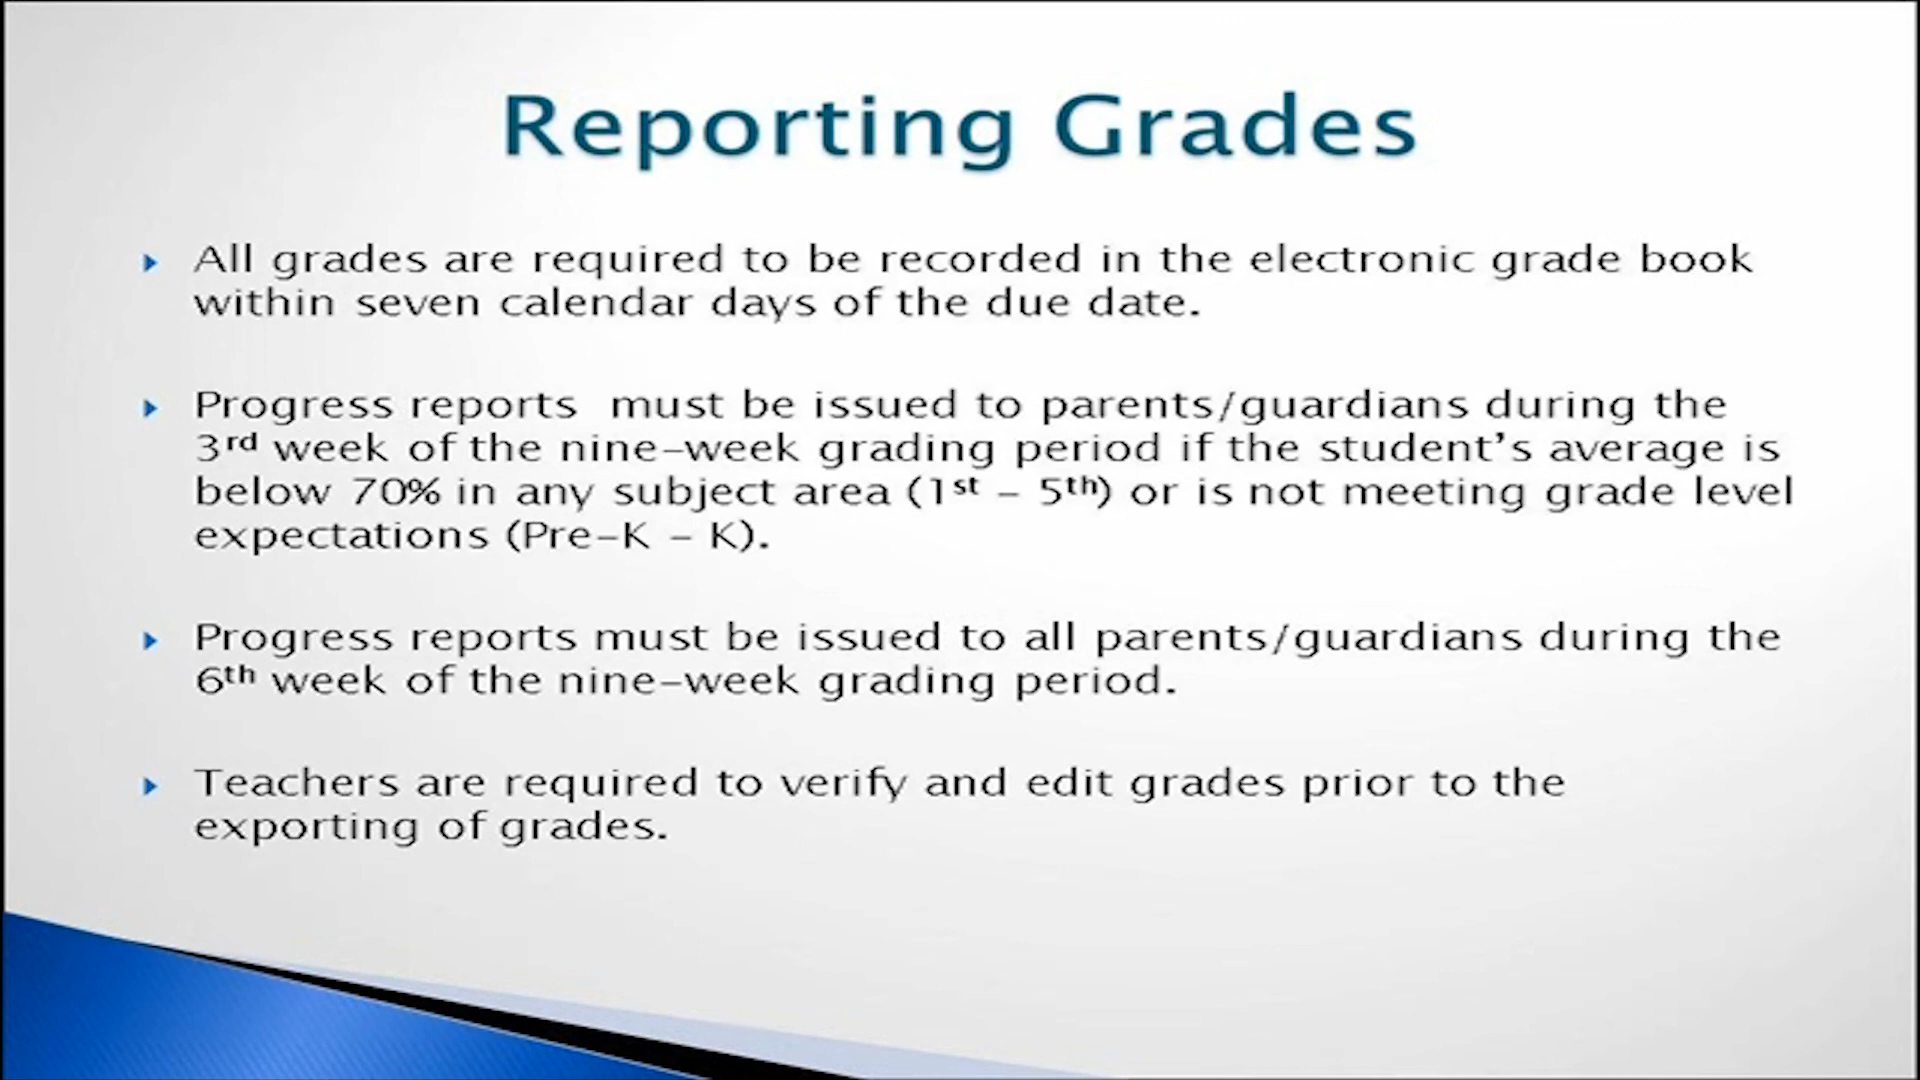 Reporting Grades
All grades are required to be recorded in the electronic grade book
within seven calendar days of the due date.
Progress reports must be issued to parents/guardians during the
3rd week of the nine-week grading period if the student's average is
below 70% in any subject area (1st – 5th) or is not meeting grade level
expectations (Pre-K – K).
Progress reports must be issued to all parents/guardians during the
6th week of the nine-week grading period.
Teachers are required to verify and edit grades prior to the
exporting of grades.